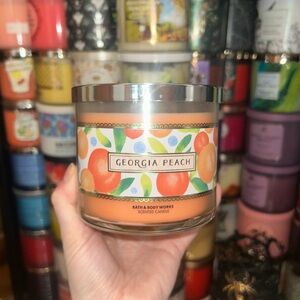 GEORGIA PEACH
BATH & BODY WORKS
SCENTED CANDLE